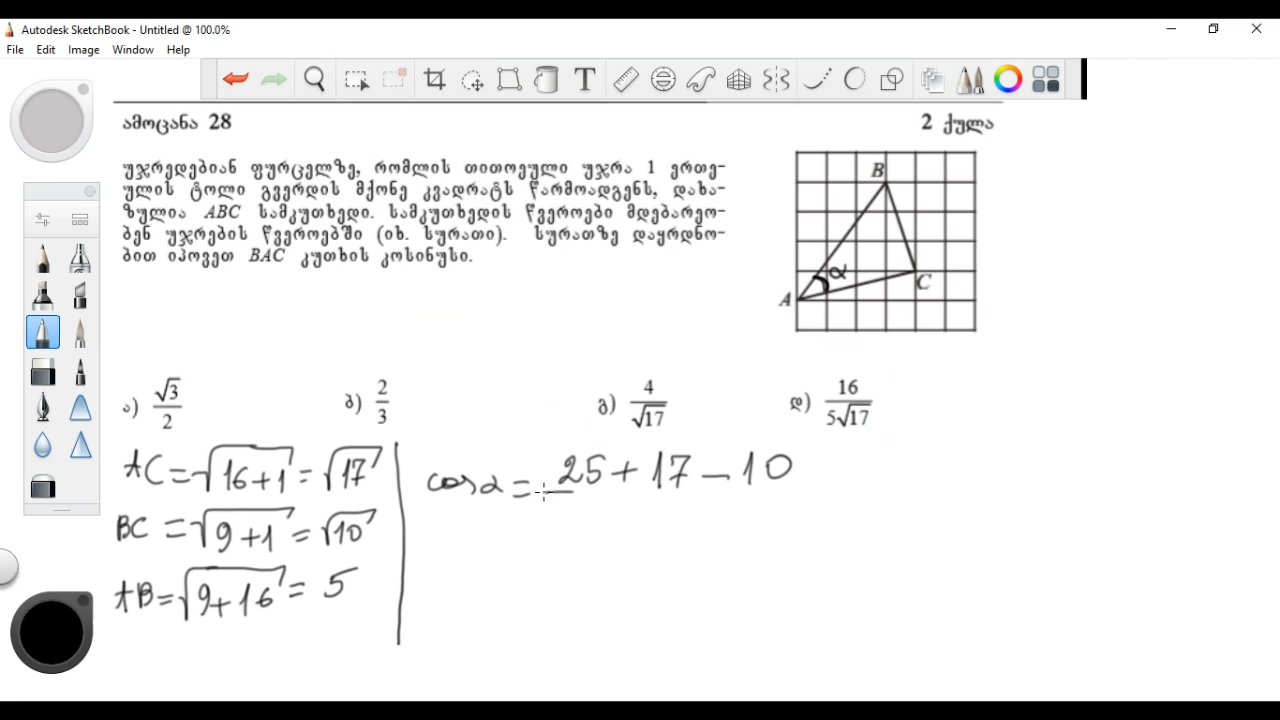 Autodesk SketchBook - Untitled @ 100.0%
File Edit Image Window Help
ამოცანა 28 2 ქულა
უჯრედებიან ფურცელზე, რომლის თითოეული უჯრა 1 ერთე-
ულის ტოლი გვერდის მქონე კვადრატს წარმოადგენს, დახა-
ზულია ABC სამკუთხედი. სამკუთხედის წვეროები მდებარეო-
ბენ უჯრების წვეროებში (იხ. სურათი). სურათზე დაყრდნო-
ბით იპოვეთ BAC კუთხის კოსინუსი.
B
α
C
A
ა) √3/2 ბ) 2/3 გ) 4/√17 დ) 16/5√17
AC = √16+1 = √17
BC = √9+1 = √10
AB = √9+16 = 5
cosα = 25 + 17 - 10